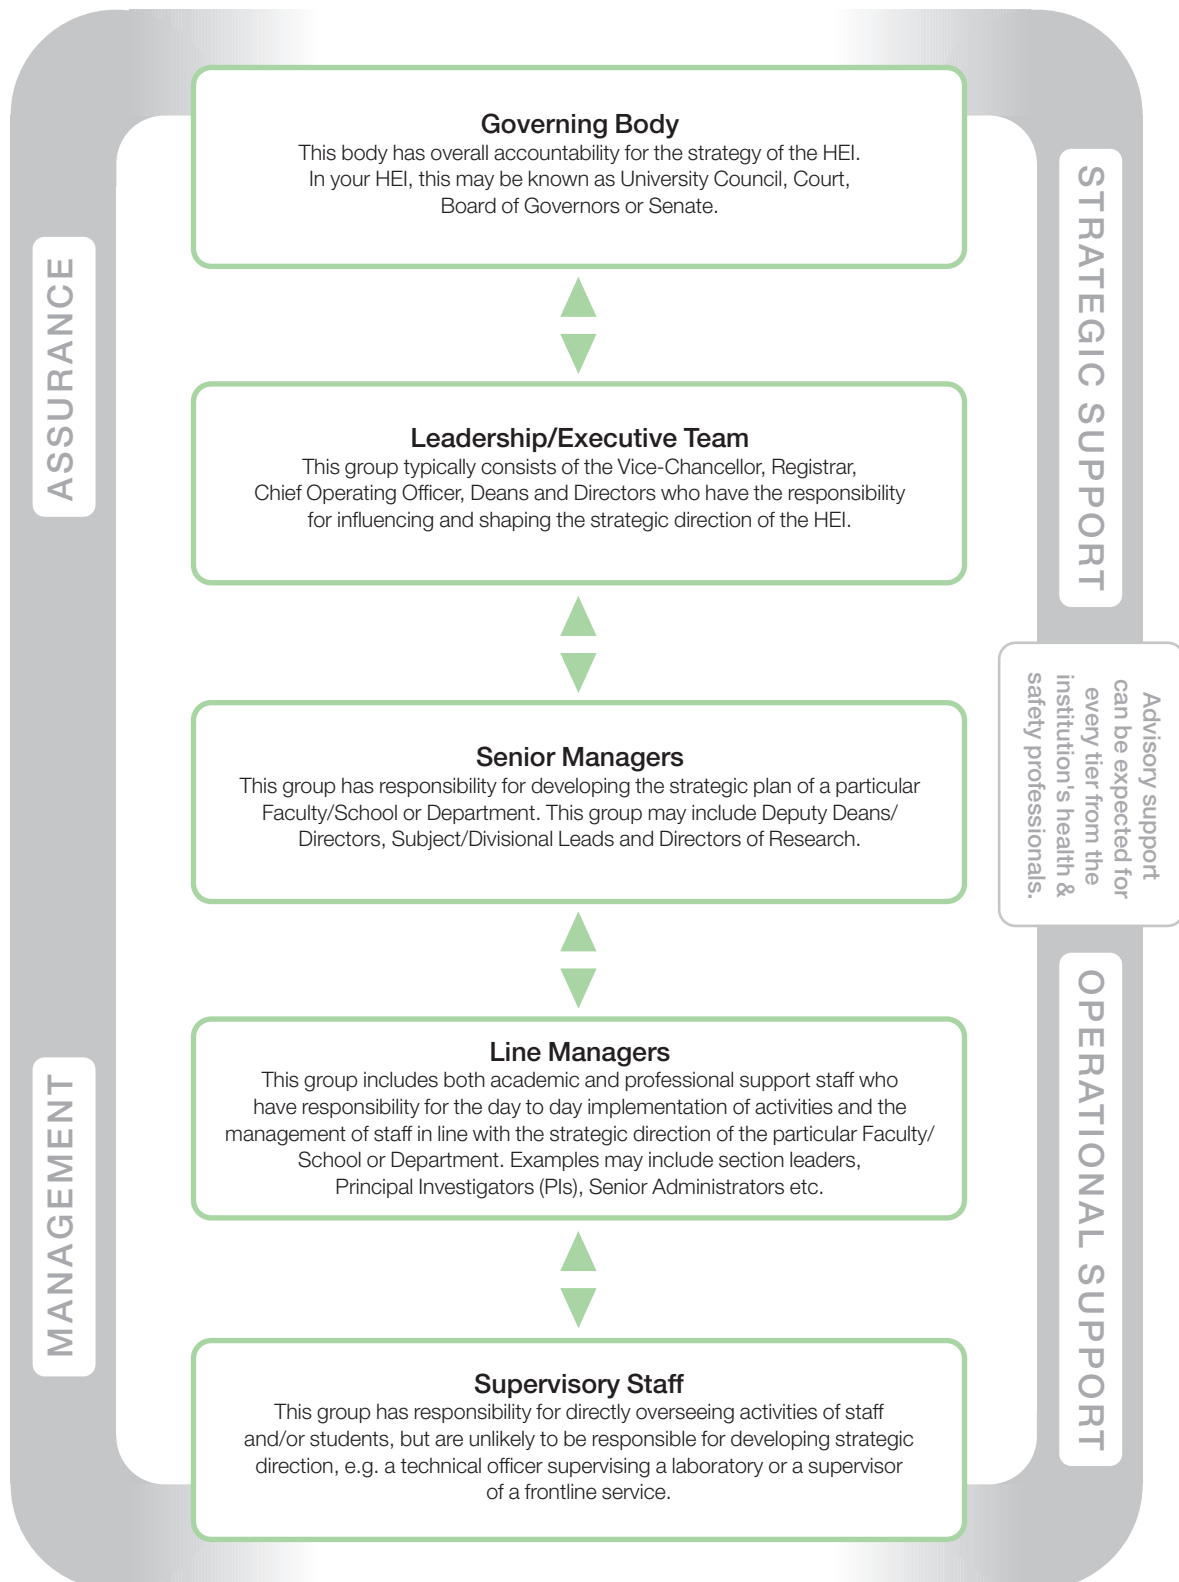 Governing Body
This body has overall accountability for the strategy of the HEI.
In your HEI, this may be known as University Council, Court,
Board of Governors or Senate.
ASSURANCE
STRATEGIC SUPPORT
Leadership/Executive Team
This group typically consists of the Vice-Chancellor, Registrar,
Chief Operating Officer, Deans and Directors who have the responsibility
for influencing and shaping the strategic direction of the HEI.
Advisory support
can be expected for
every tier from the
institution's health &
safety professionals.
Senior Managers
This group has responsibility for developing the strategic plan of a particular
Faculty/School or Department. This group may include Deputy Deans/
Directors, Subject/Divisional Leads and Directors of Research.
Line Managers
This group includes both academic and professional support staff who
have responsibility for the day to day implementation of activities and the
management of staff in line with the strategic direction of the particular Faculty/
School or Department. Examples may include section leaders,
Principal Investigators (PIs), Senior Administrators etc.
MANAGEMENT
OPERATIONAL SUPPORT
Supervisory Staff
This group has responsibility for directly overseeing activities of staff
and/or students, but are unlikely to be responsible for developing strategic
direction, e.g. a technical officer supervising a laboratory or a supervisor
of a frontline service.